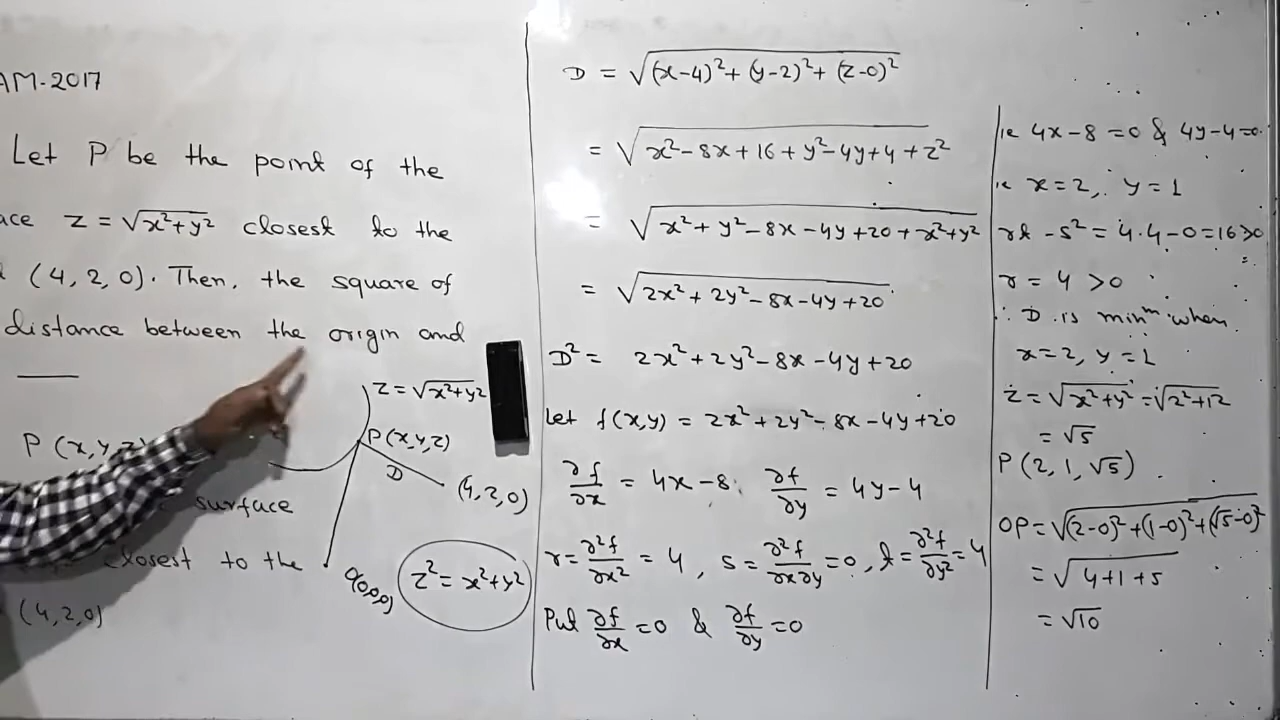 AM-2017
Let P be the point of the
ace z = √(x²+y²) closest to the
(4, 2, 0). Then, the square of
distance between the origin and
z = √(x²+y²)
P (x, y, z)
P(x, y, z)
D
(4, 2, 0)
surface
closest to the
(4, 2, 0)
z² = x²+y²
D = √((x-4)² + (y-2)² + (z-0)²)
= √(x²-8x+16+y²-4y+4+z²)
= √(x²+y²-8x-4y+20+x²+y²)
= √(2x²+2y²-8x-4y+20)
D² = 2x²+2y²-8x-4y+20
Let f(x,y) = 2x²+2y²-8x-4y+20
∂f/∂x = 4x-8, ∂f/∂y = 4y-4
r = ∂²f/∂x² = 4, s = ∂²f/∂x∂y = 0, t = ∂²f/∂y² = 4
Put ∂f/∂x = 0 & ∂f/∂y = 0
ie 4x-8=0 & 4y-4=0
ie x=2, y=1
rt - s² = 4·4-0 = 16>0
r = 4 >0
∴ D is minᵐ when
x=2, y=1
z = √(x²+y²) = √(2²+1²)
= √5
P(2, 1, √5)
OP = √((2-0)²+(1-0)²+(√5-0)²)
= √(4+1+5)
= √10